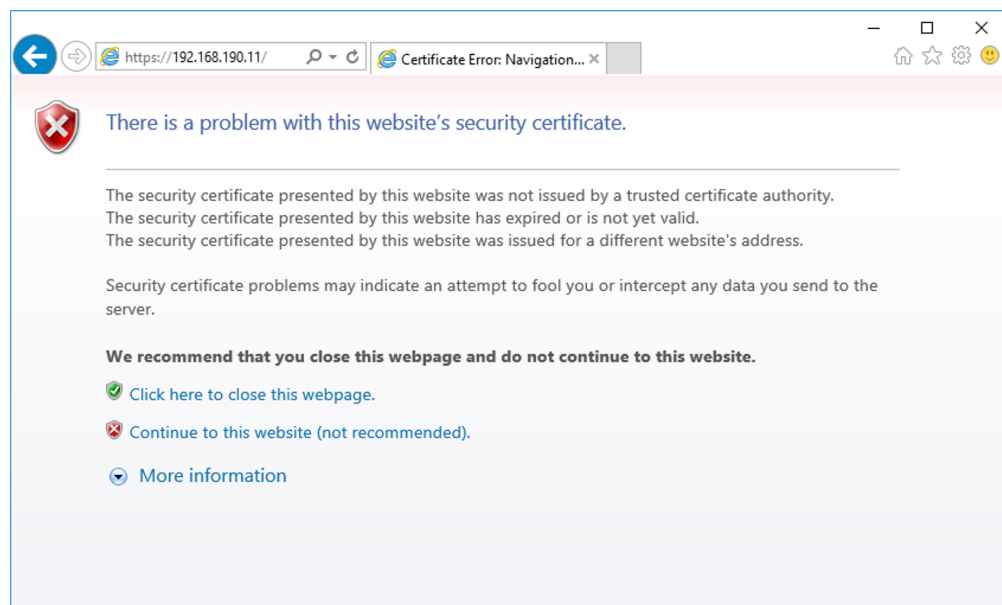 https://192.168.190.11/
Certificate Error: Navigation...
There is a problem with this website’s security certificate.
The security certificate presented by this website was not issued by a trusted certificate authority.
The security certificate presented by this website has expired or is not yet valid.
The security certificate presented by this website was issued for a different website's address.
Security certificate problems may indicate an attempt to fool you or intercept any data you send to the
server.
We recommend that you close this webpage and do not continue to this website.
Click here to close this webpage.
Continue to this website (not recommended).
More information